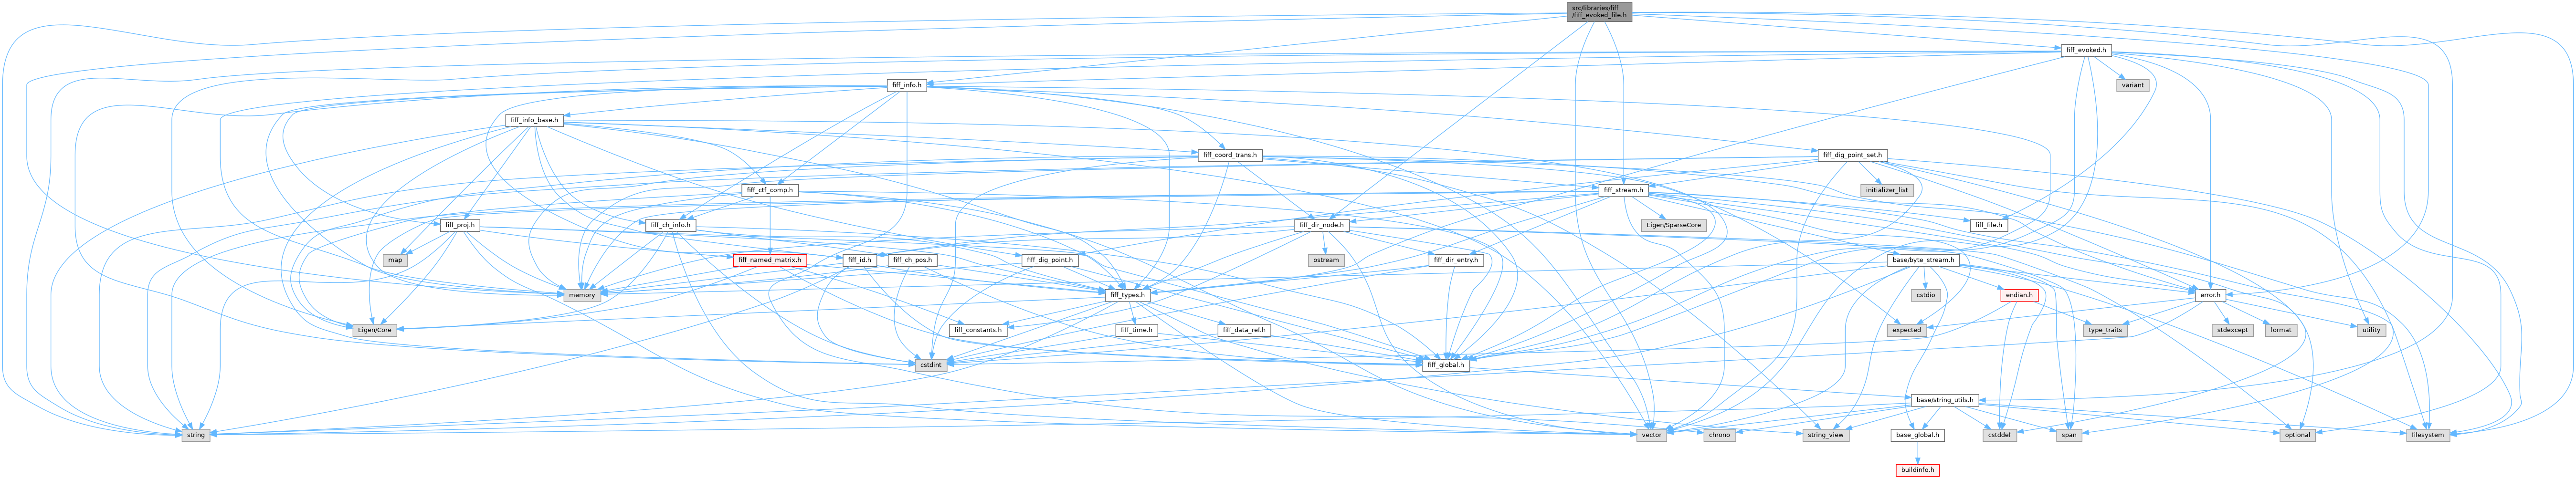 src/libraries/fiff
/fiff_evoked_file.h
fiff_evoked.h
fiff_info.h
variant
fiff_info_base.h
fiff_coord_trans.h
fiff_dig_point_set.h
fiff_ctf_comp.h
fiff_stream.h
initializer_list
fiff_proj.h
fiff_ch_info.h
fiff_dir_node.h
Eigen/SparseCore
fiff_file.h
map
fiff_named_matrix.h
fiff_id.h
fiff_ch_pos.h
fiff_dig_point.h
ostream
fiff_dir_entry.h
base/byte_stream.h
memory
fiff_types.h
cstdio
endian.h
error.h
Eigen/Core
fiff_constants.h
fiff_time.h
fiff_data_ref.h
expected
type_traits
stdexcept
format
utility
cstdint
fiff_global.h
base/string_utils.h
string
vector
chrono
string_view
base_global.h
cstddef
span
optional
filesystem
buildinfo.h